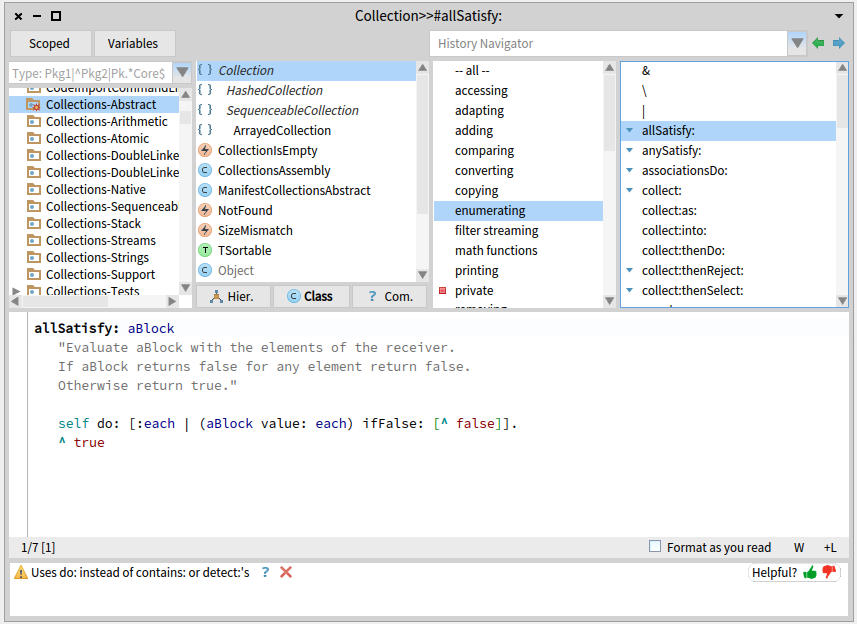 Collection>>#allSatisfy:
Scoped
Variables
History Navigator
Type: Pkg1|^Pkg2|Pk.*Core$
Collections-Abstract
Collections-Arithmetic
Collections-Atomic
Collections-DoubleLinke
Collections-DoubleLinke
Collections-Native
Collections-Sequenceab
Collections-Stack
Collections-Streams
Collections-Strings
Collections-Support
Collections-Tests
Collection
HashedCollection
SequenceableCollection
ArrayedCollection
CollectionIsEmpty
CollectionsAssembly
ManifestCollectionsAbstract
NotFound
SizeMismatch
TSortable
Object
Hier.
Class
? Com.
-- all --
accessing
adapting
adding
comparing
converting
copying
enumerating
filter streaming
math functions
printing
private
removing
&
\
|
allSatisfy:
anySatisfy:
associationsDo:
collect:
collect:as:
collect:into:
collect:thenDo:
collect:thenReject:
collect:thenSelect:
allSatisfy: aBlock
"Evaluate aBlock with the elements of the receiver.
If aBlock returns false for any element return false.
Otherwise return true."
self do: [:each | (aBlock value: each) ifFalse: [^ false]].
^ true
1/7 [1]
Format as you read
W
+L
Uses do: instead of contains: or detect:'s ?
Helpful?